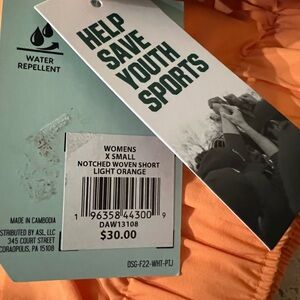 HELP
SAVE
YOUTH
SPORTS
WATER
REPELLENT
WOMENS
X SMALL
NOTCHED WOVEN SHORT
LIGHT ORANGE
1 96358 44300 9
DAW13108
$30.00
MADE IN CAMBODIA
DISTRIBUTED BY ASL, LLC
345 COURT STREET
CORAOPOLIS, PA 15108
DSG-F22-WHT-PTJ